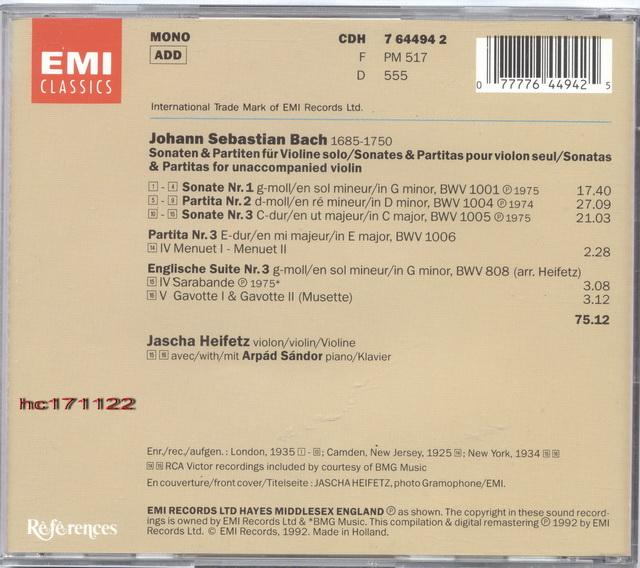 EMI
CLASSICS
MONO
ADD
CDH 7 64494 2
F PM 517
D 555
0 77776 44942 5
International Trade Mark of EMI Records Ltd.
Johann Sebastian Bach 1685-1750
Sonaten & Partiten für Violine solo/Sonates & Partitas pour violon seul/Sonatas
& Partitas for unaccompanied violin
1 - 4 Sonate Nr. 1 g-moll/en sol mineur/in G minor, BWV 1001 ℗ 1975 17.40
5 - 9 Partita Nr. 2 d-moll/en ré mineur/in D minor, BWV 1004 ℗ 1974 27.09
Sonate Nr. 3 C-dur/en ut majeur/in C major, BWV 1005 ℗ 1975 21.03
Partita Nr. 3 E-dur/en mi majeur/in E major, BWV 1006
14 IV Menuet I - Menuet II 2.28
Englische Suite Nr. 3 g-moll/en sol mineur/in G minor, BWV 808 (arr. Heifetz)
15 IV Sarabande ℗ 1975* 3.08
16 V Gavotte I & Gavotte II (Musette) 3.12
75.12
Jascha Heifetz violon/violin/Violine
15 16 avec/with/mit Arpád Sándor piano/Klavier
hc171122
Enr./rec./aufgen.: London, 1935 ; Camden, New Jersey, 1925 14; New York, 1934 15 16
RCA Victor recordings included by courtesy of BMG Music
En couverture/front cover/Titelseite: JASCHA HEIFETZ, photo Gramophone/EMI.
EMI RECORDS LTD HAYES MIDDLESEX ENGLAND ℗ as shown. The copyright in these sound record-
ings is owned by EMI Records Ltd & *BMG Music. This compilation & digital remastering ℗ 1992 by EMI
Records Ltd. © EMI Records, 1992. Made in Holland.
Références